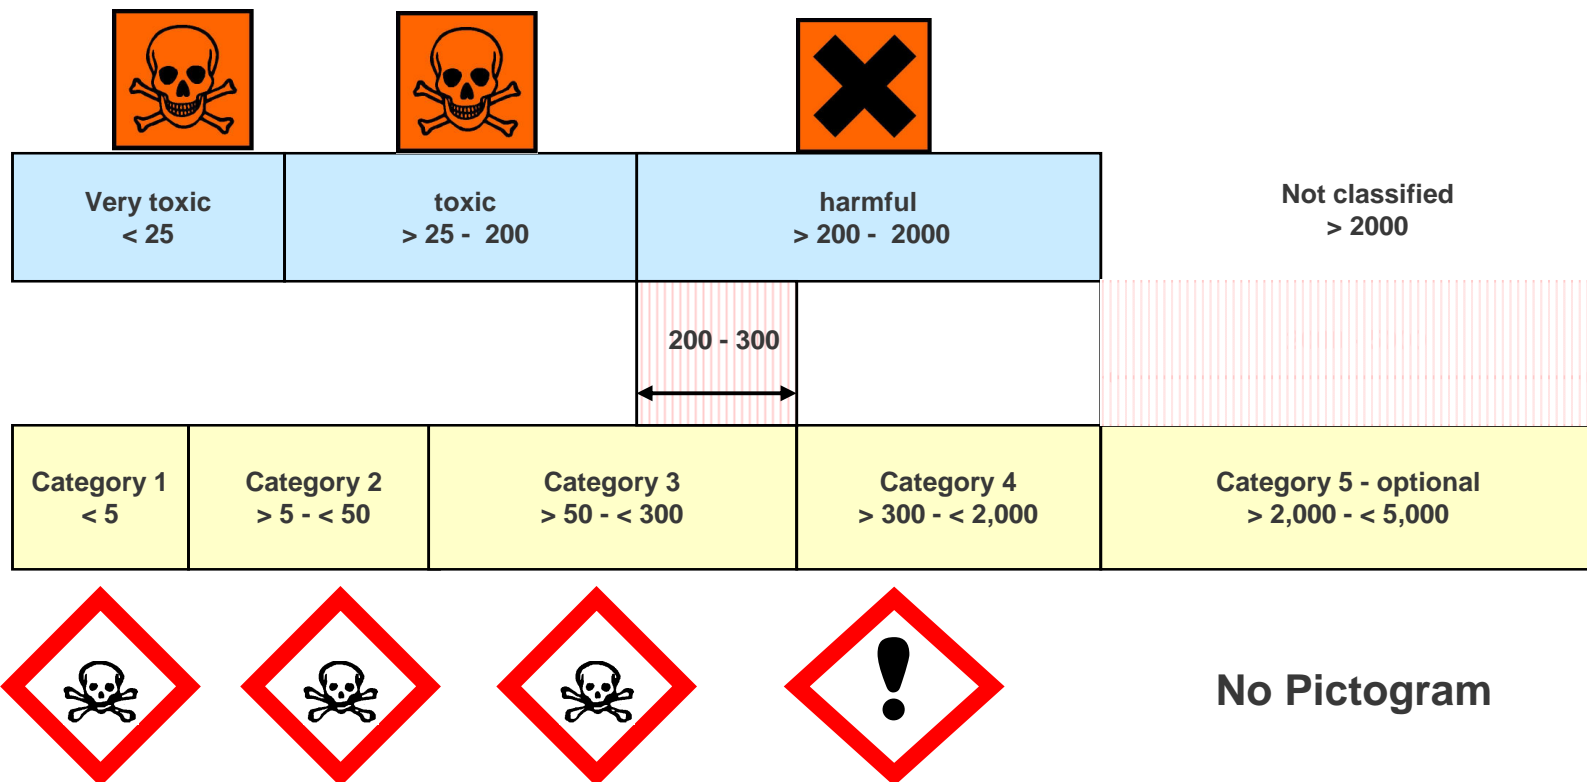 Very toxic
< 25
toxic
> 25 - 200
harmful
> 200 - 2000
Not classified
> 2000
200 - 300
Category 1
< 5
Category 2
> 5 - < 50
Category 3
> 50 - < 300
Category 4
> 300 - < 2,000
Category 5 - optional
> 2,000 - < 5,000
No Pictogram